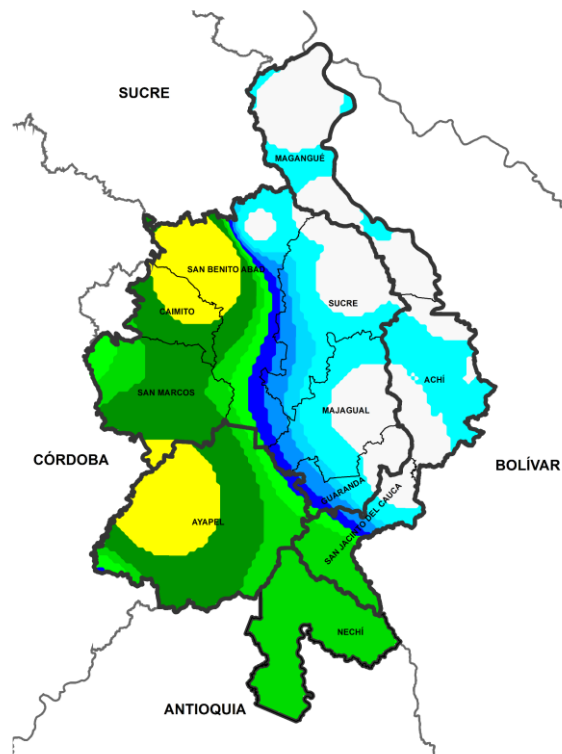 SUCRE
MAGANGUÉ
SAN BENITO ABAD
SUCRE
CAIMITO
ACHÍ
SAN MARCOS
MAJAGUAL
CÓRDOBA
BOLÍVAR
GUARANDA
SAN JACINTO DEL CAUCA
AYAPEL
NECHÍ
ANTIOQUIA